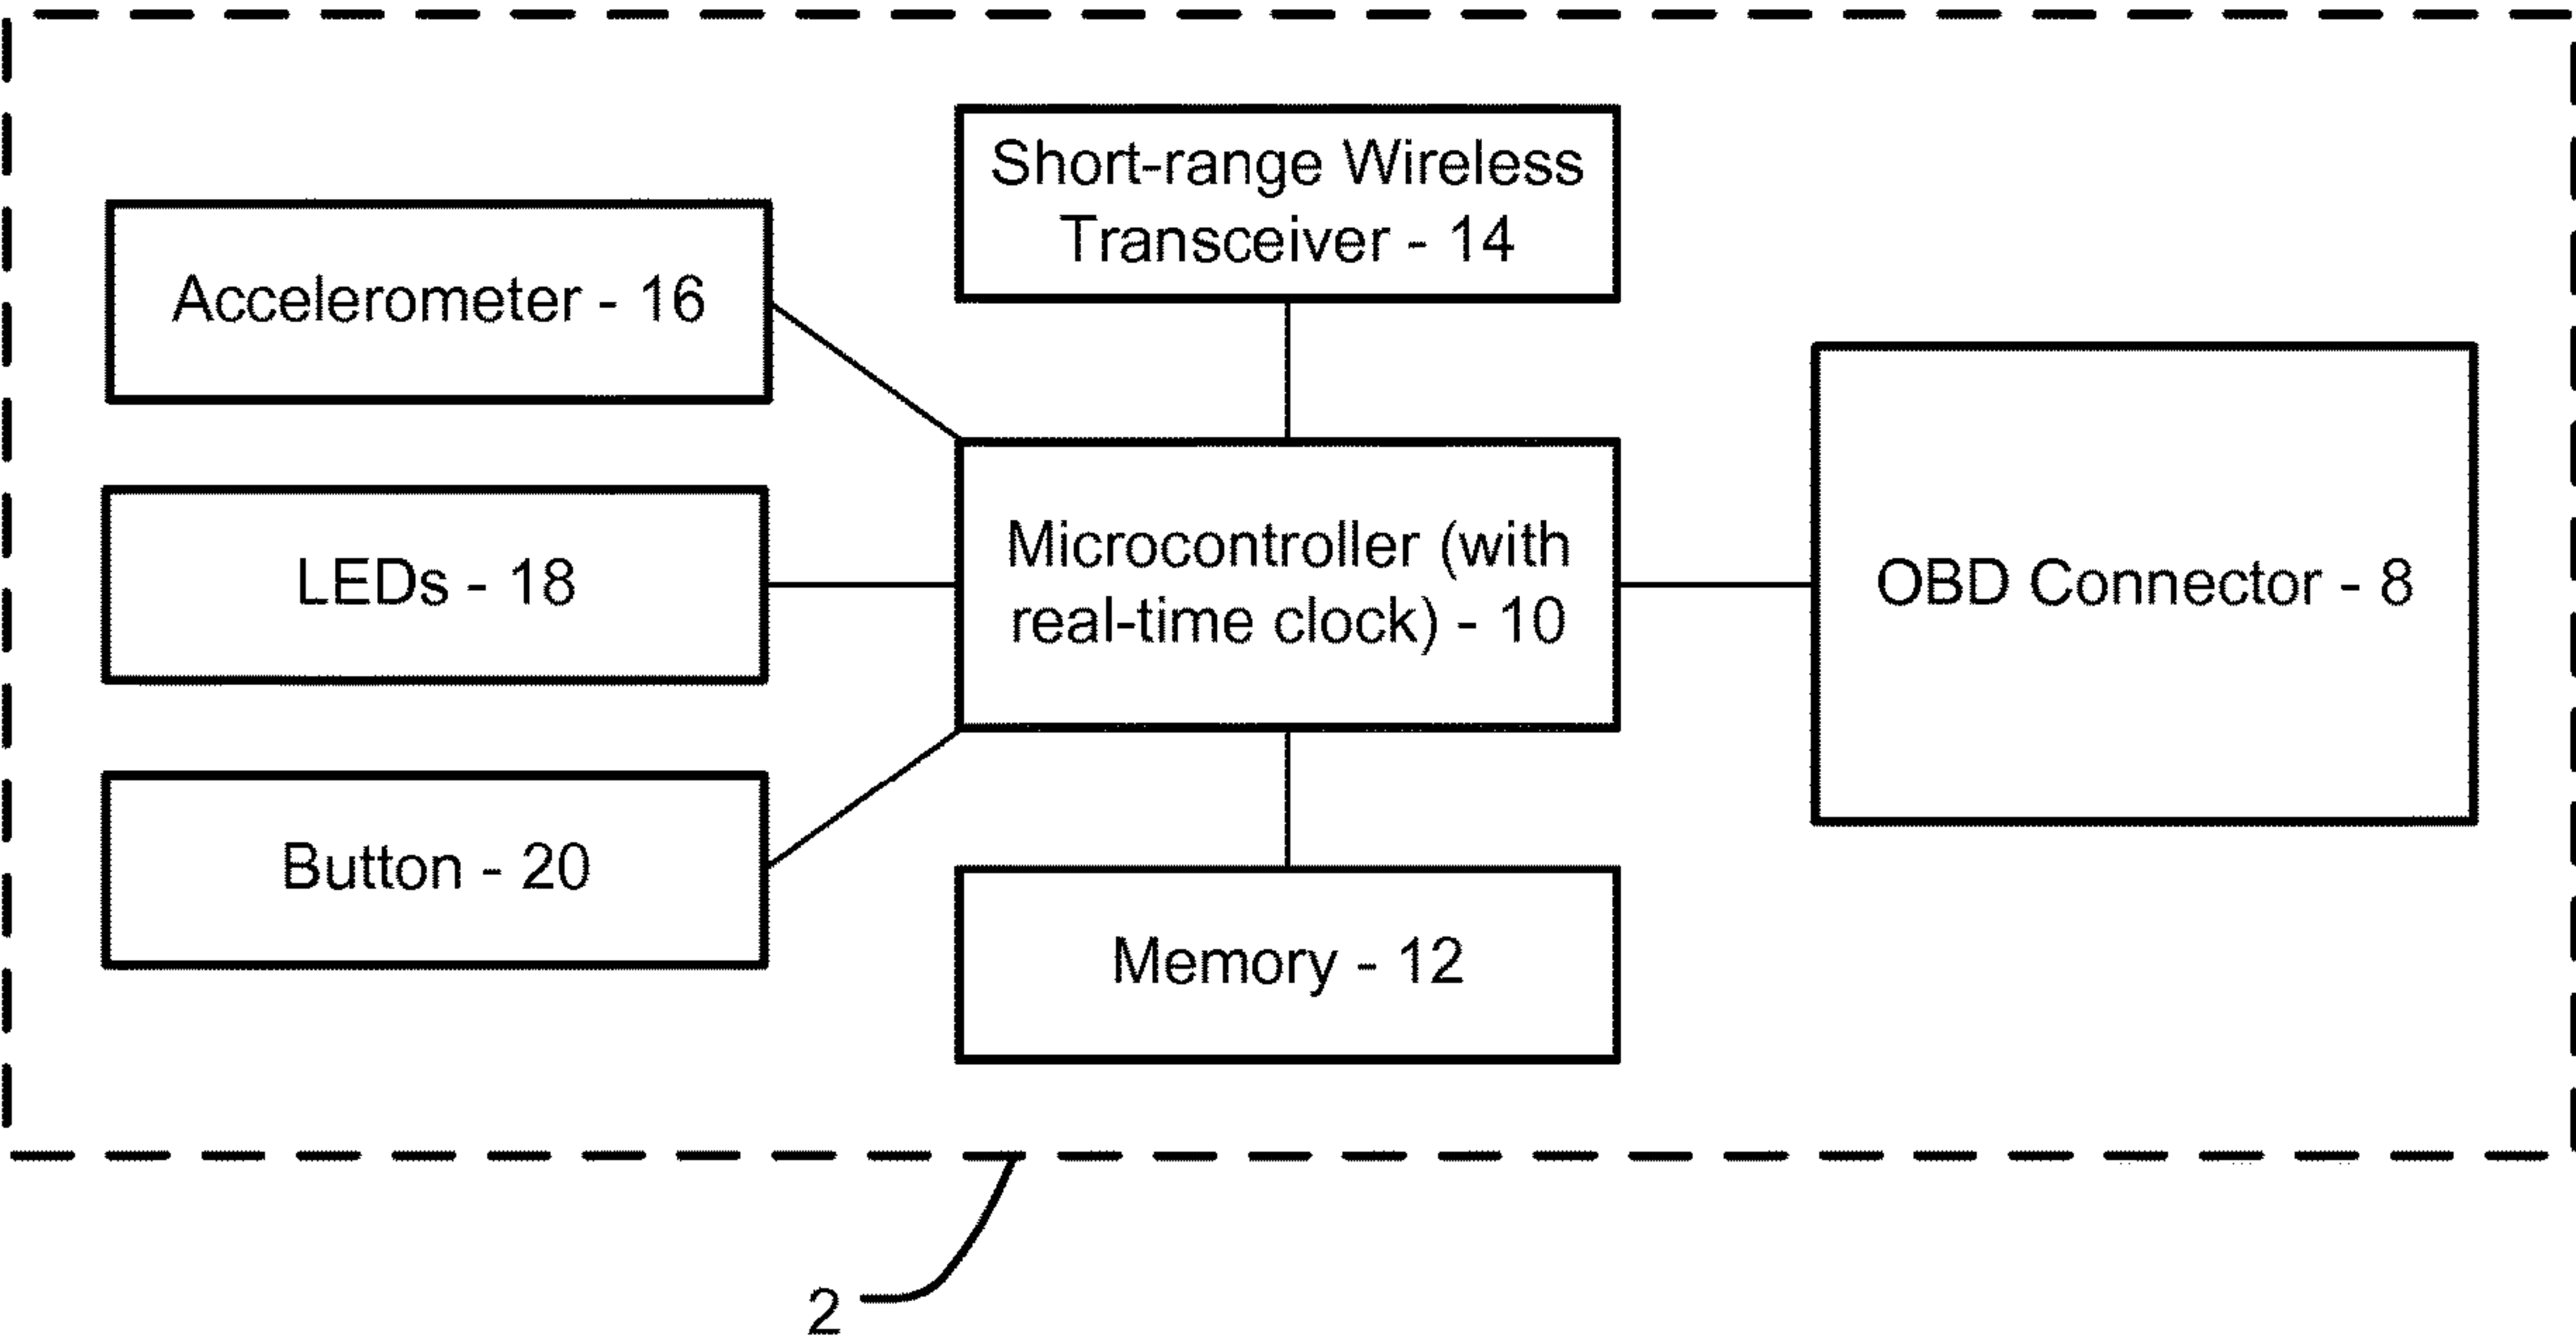 Short-range Wireless
Transceiver - 14
Accelerometer - 16
Microcontroller (with
real-time clock) - 10
LEDs - 18
OBD Connector - 8
Button - 20
Memory - 12
2